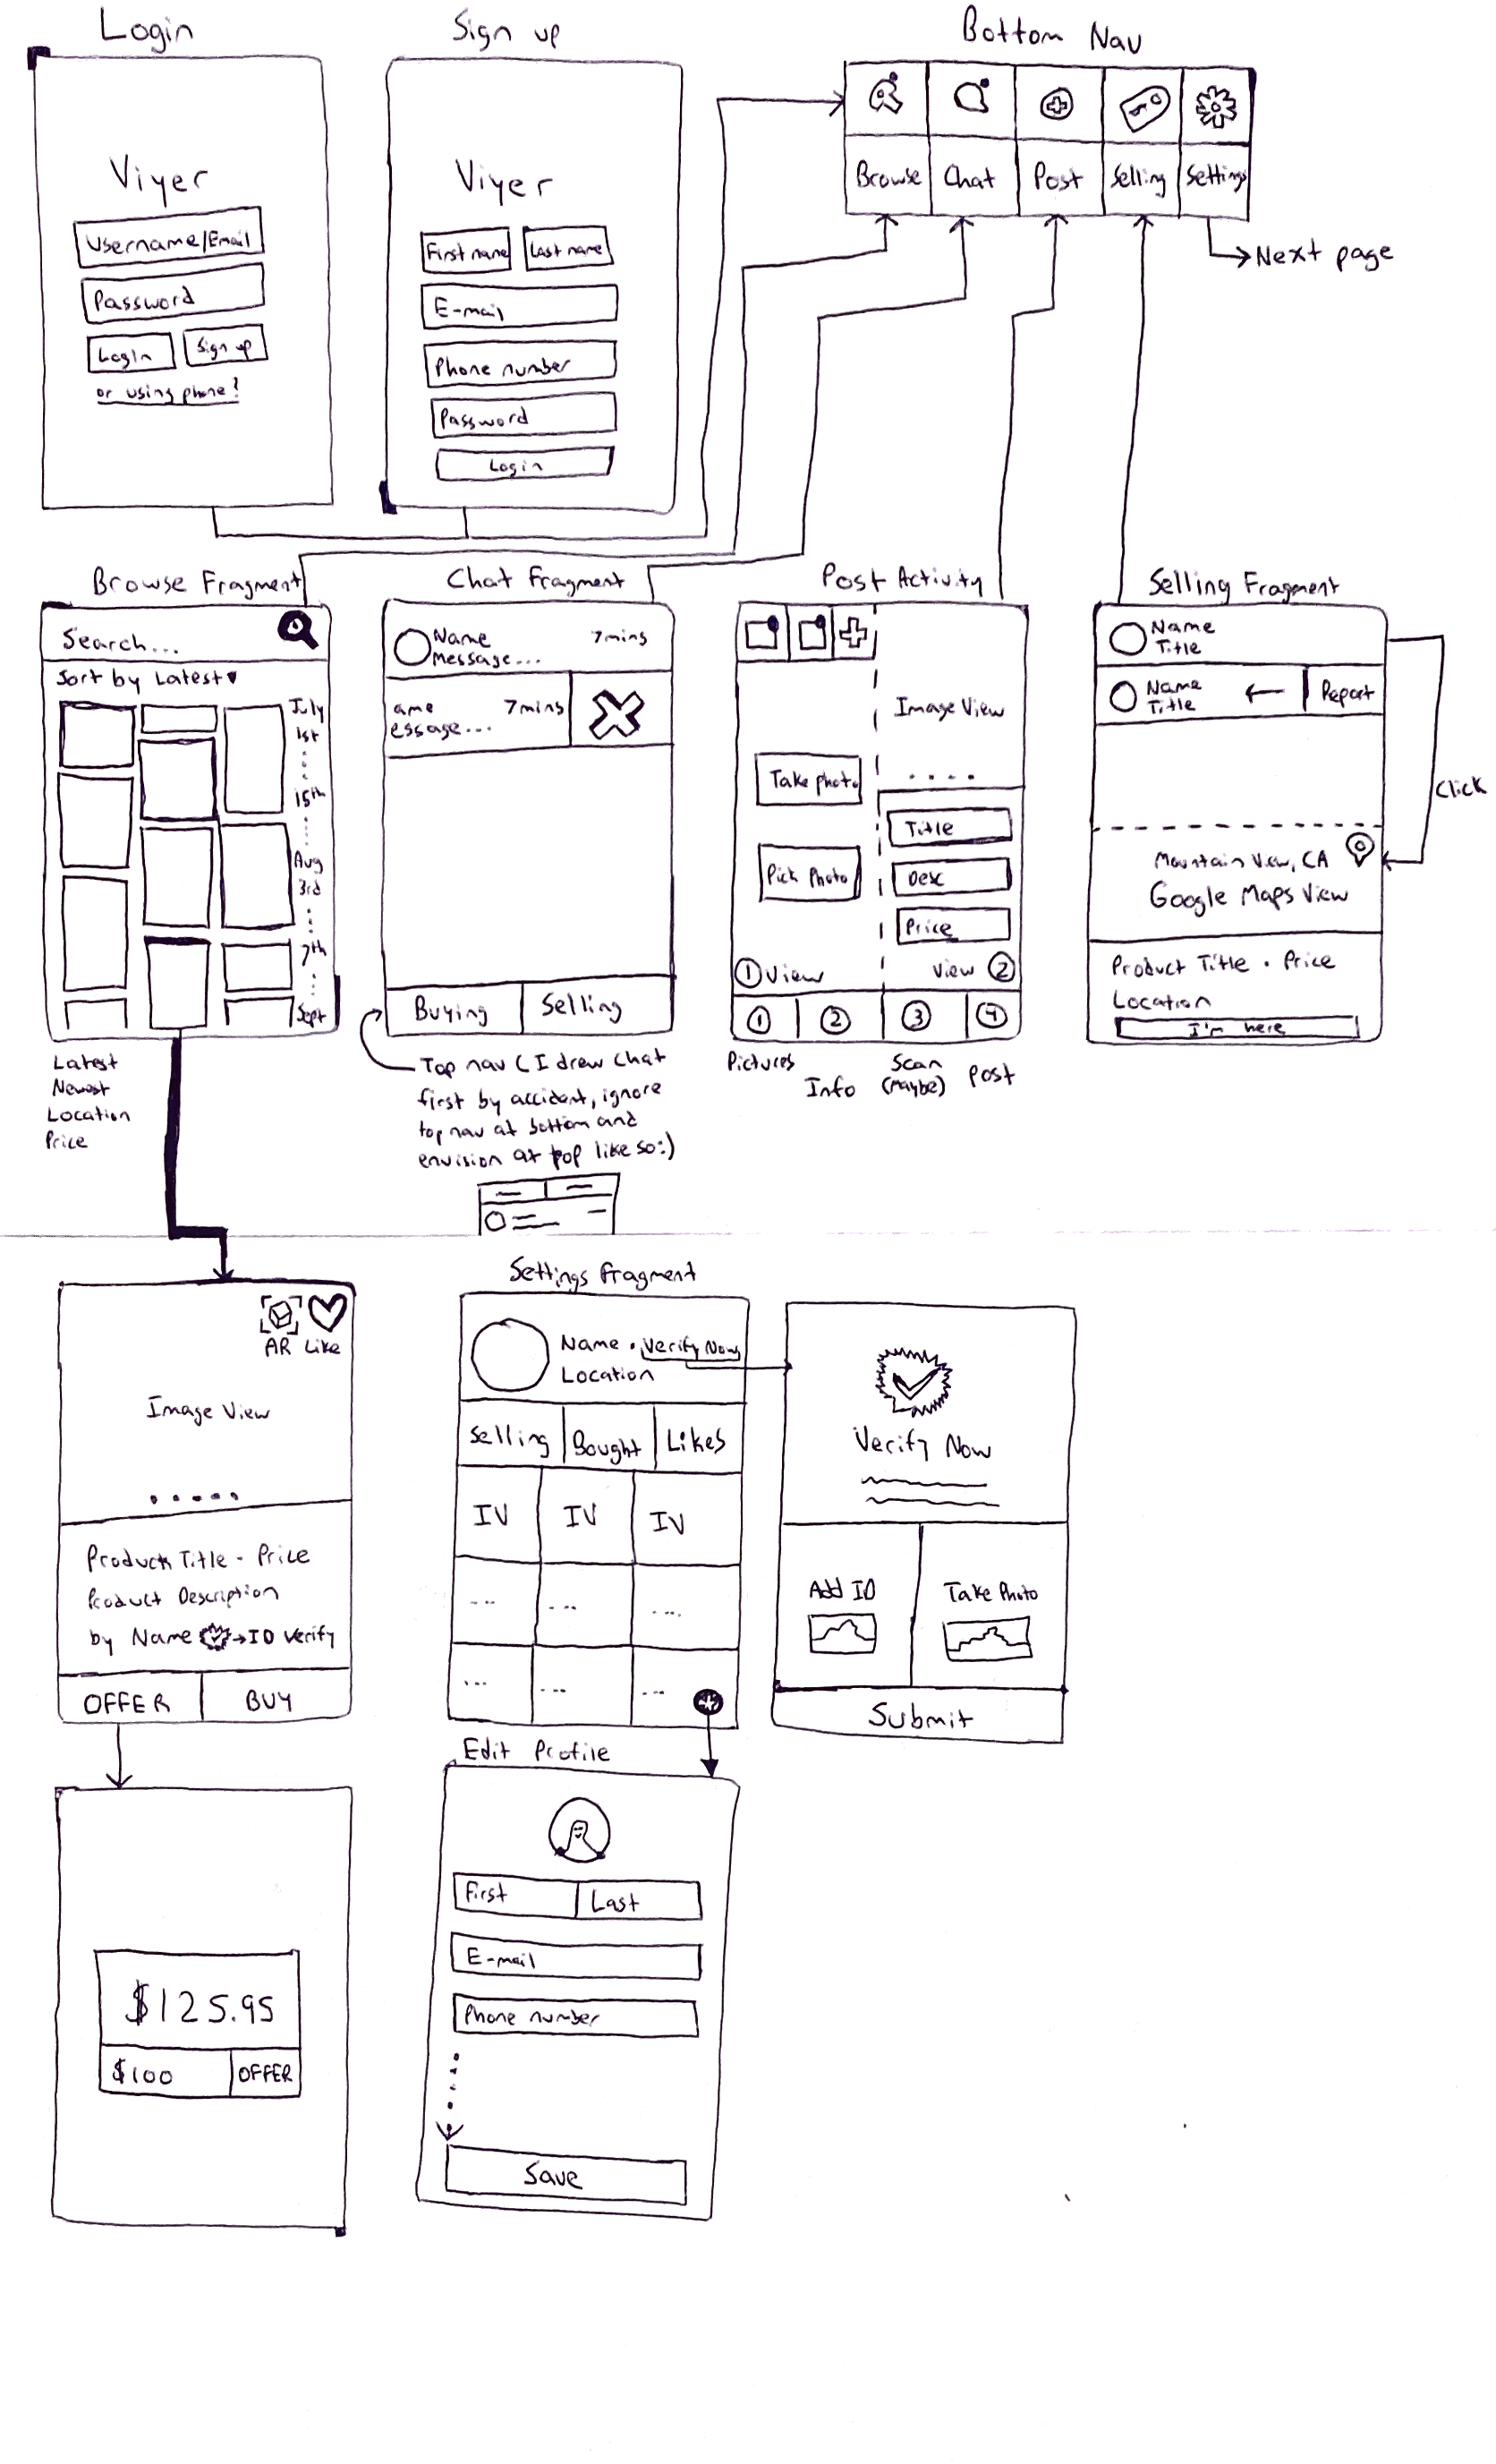 Login
Viyer
Username/Email
Password
Login
Sign up
or using phone?
Sign up
Viyer
First name
Last name
E-mail
Phone number
Password
Login
Bottom Nav
Browse
Chat
Post
Selling
Settings
Next page
Browse Fragment
Search...
Sort by Latest
July
1st
15th
Aug
3rd
7th
Sept
Latest
Newest
Location
Price
Chat Fragment
Name
Message...
7mins
ame
essage...
7mins
Buying
Selling
Top nav (I drew chat
first by accident, ignore
top nav at bottom and
envision at top like so:)
Post Activity
Image View
Take photo
Pick Photo
Title
Desc
Price
1 View
View 2
1
2
3
4
Pictures
Info
Scan
(maybe)
Post
Selling Fragment
Name
Title
Name
Title
Report
Click
Mountain View, CA
Google Maps View
Product Title . Price
Location
I'm here
AR Like
Image View
Product Title - Price
Product Description
by Name → ID Verify
OFFER
BUY
$125.95
$100
OFFER
Settings Fragment
Name . Verify Now
Location
Selling
Bought
Likes
IV
IV
IV
Verify Now
Add ID
Take Photo
Submit
Edit Profile
First
Last
E-mail
Phone number
Save